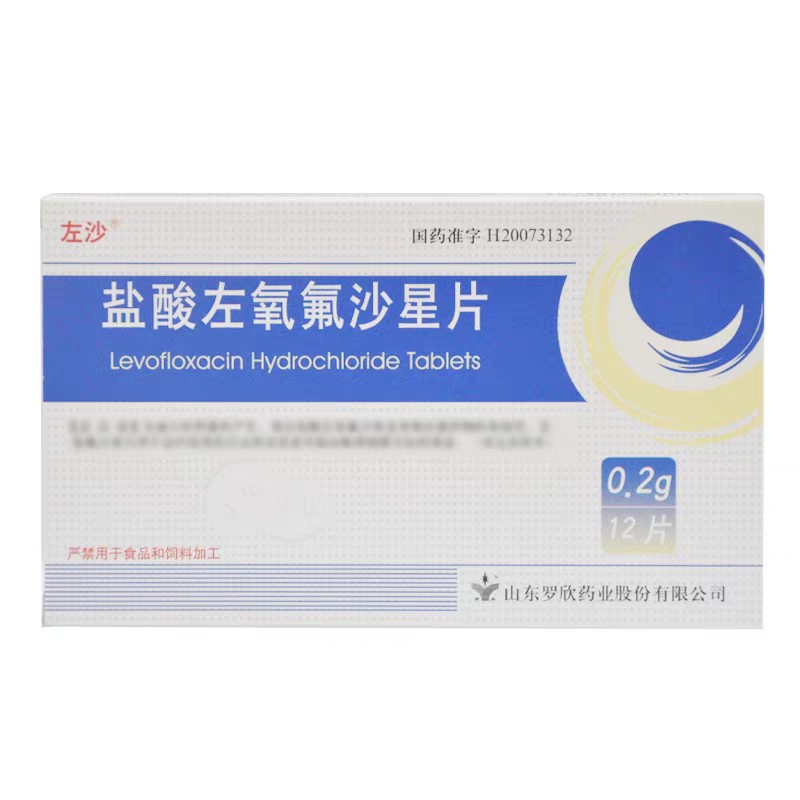 左沙®
国药准字 H20073132
盐酸左氧氟沙星片
Levofloxacin Hydrochloride Tablets
0.2g
12片
严禁用于食品和饲料加工
山东罗欣药业股份有限公司